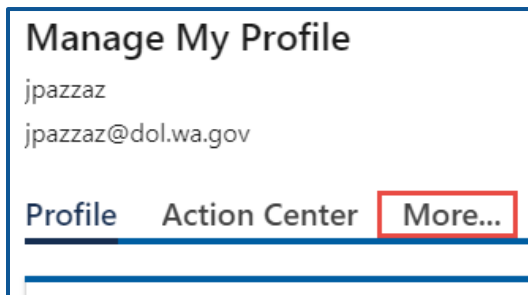 Manage My Profile
jpazzaz
jpazzaz@dol.wa.gov
Profile Action Center More...